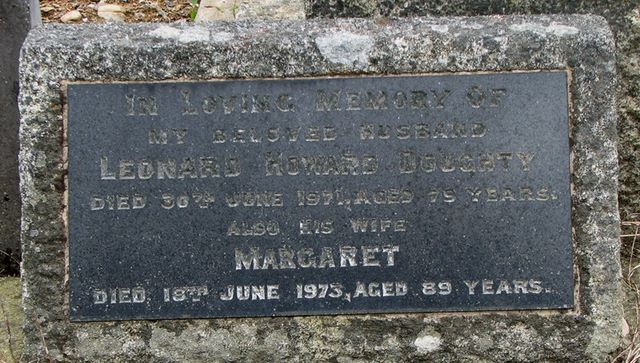 IN LOVING MEMORY OF
MY BELOVED HUSBAND
LEONARD HOWARD DOUGHTY
DIED 30TH JUNE 1971, AGED 75 YEARS.
ALSO HIS WIFE
MARGARET
DIED 18TH JUNE 1973, AGED 89 YEARS.